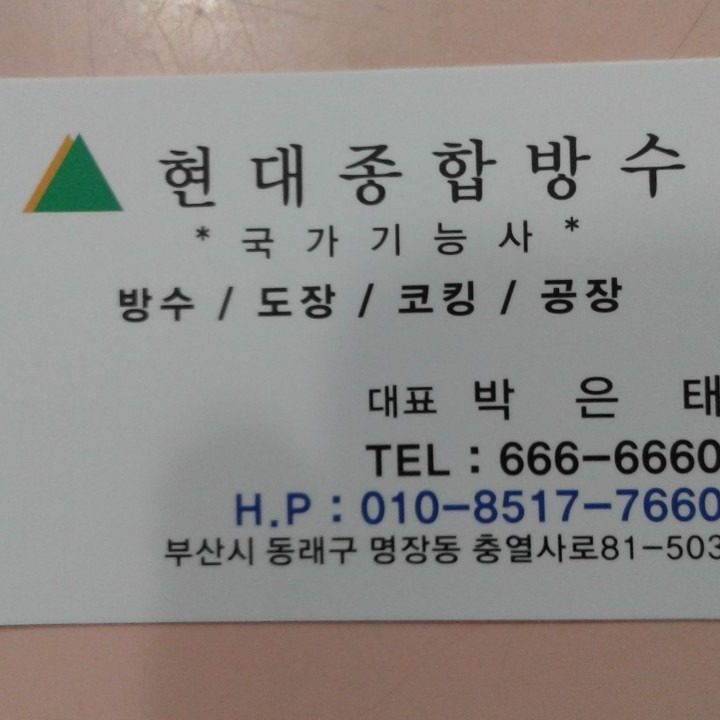 현대종합방수
* 국가기능사 *
방수 / 도장 / 코킹 / 공장
대표 박 은 태
TEL : 666-6660
H.P : 010-8517-7660
부산시 동래구 명장동 충열사로81-503